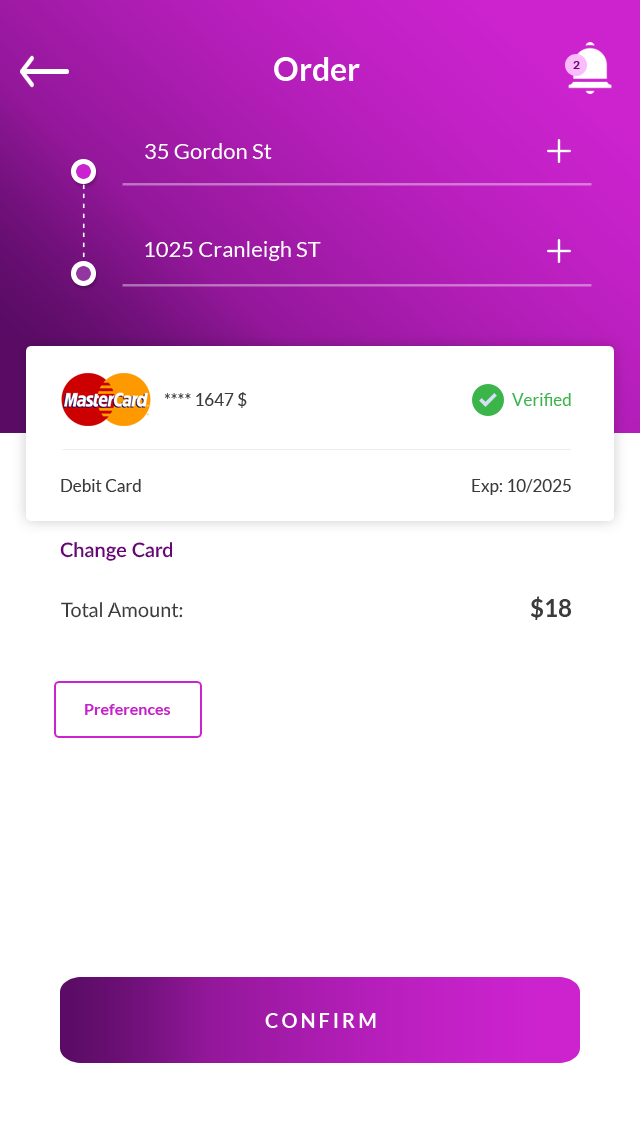 Order
2
35 Gordon St
1025 Cranleigh ST
MasterCard **** 1647 $ Verified
Debit Card Exp: 10/2025
Change Card
Total Amount: $18
Preferences
CONFIRM